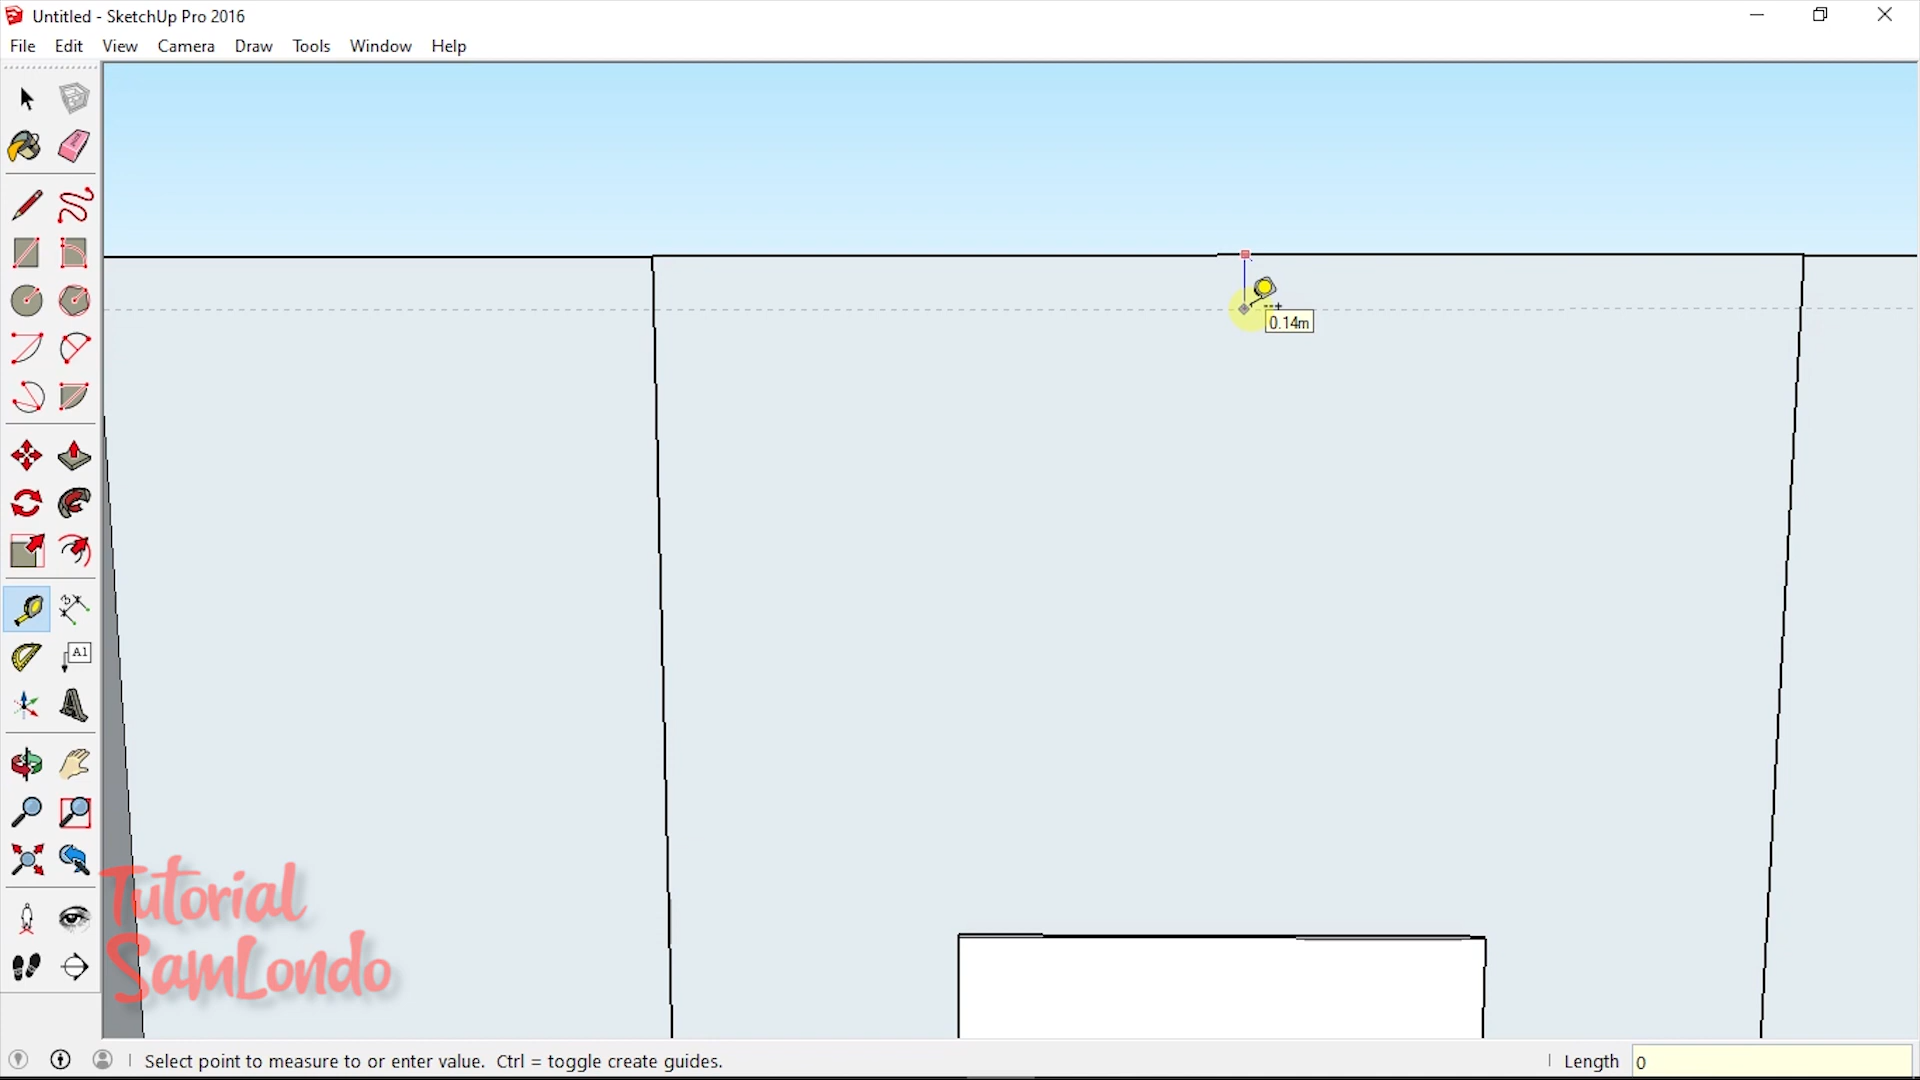 Untitled - SketchUp Pro 2016
File Edit View Camera Draw Tools Window Help
0.14m
A1
Tutorial
SamLondo
Select point to measure to or enter value. Ctrl = toggle create guides.
Length 0